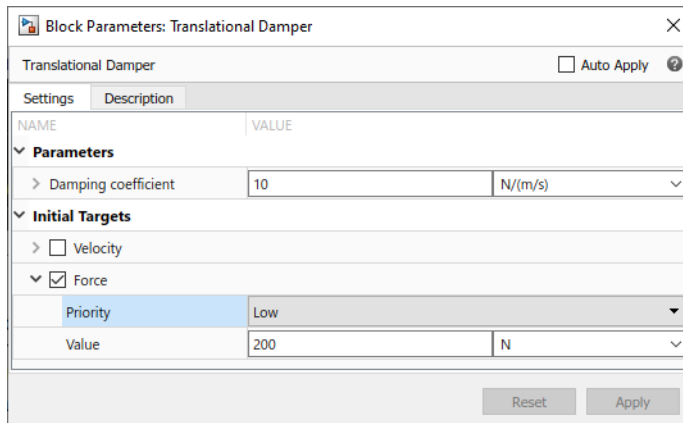 Block Parameters: Translational Damper
Translational Damper Auto Apply
Settings Description
NAME VALUE
Parameters
Damping coefficient 10 N/(m/s)
Initial Targets
Velocity
Force
Priority Low
Value 200 N
Reset Apply